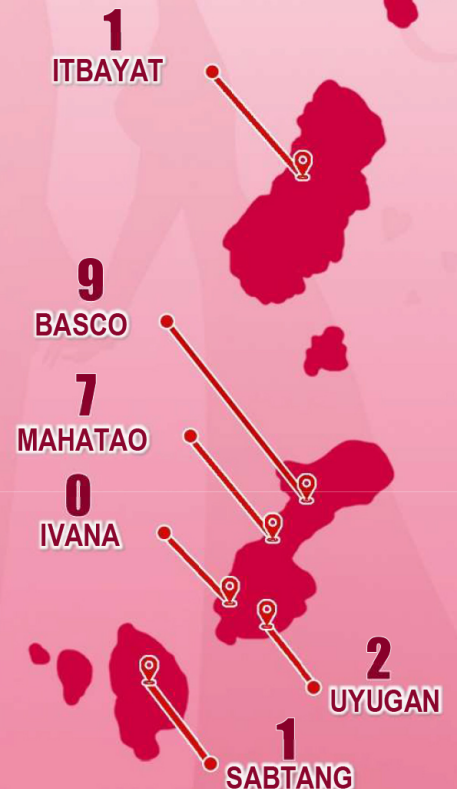 1
ITBAYAT
9
BASCO
7
MAHATAO
0
IVANA
2
UYUGAN
1
SABTANG